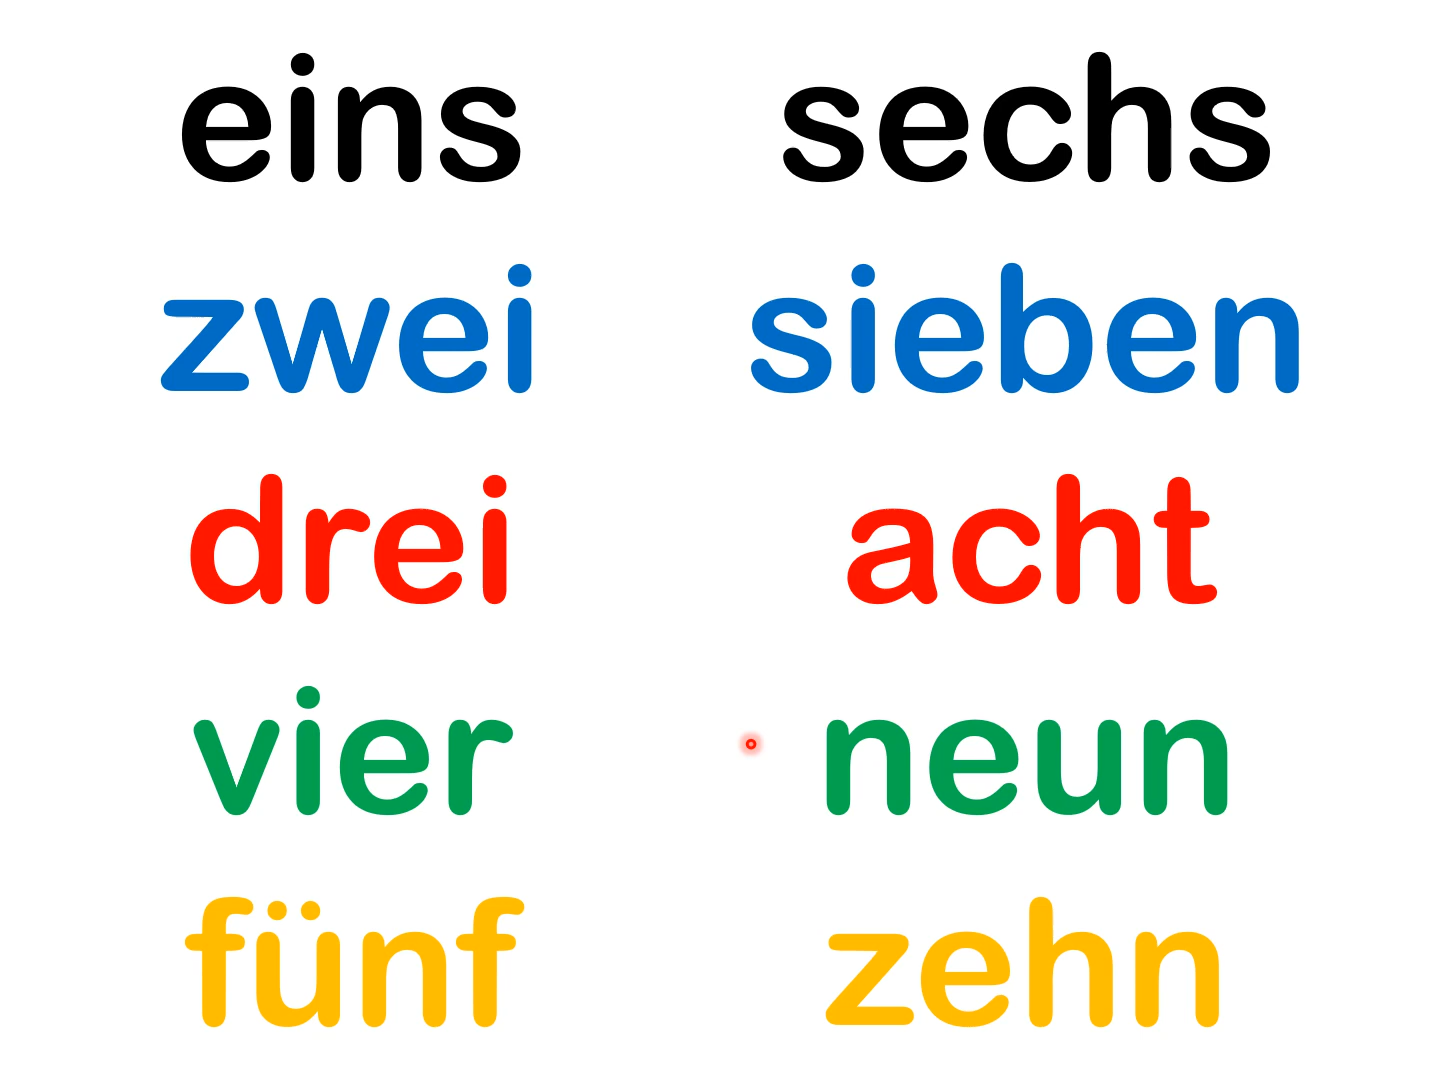 eins
zwei
drei
vier
fünf
sechs
sieben
acht
neun
zehn